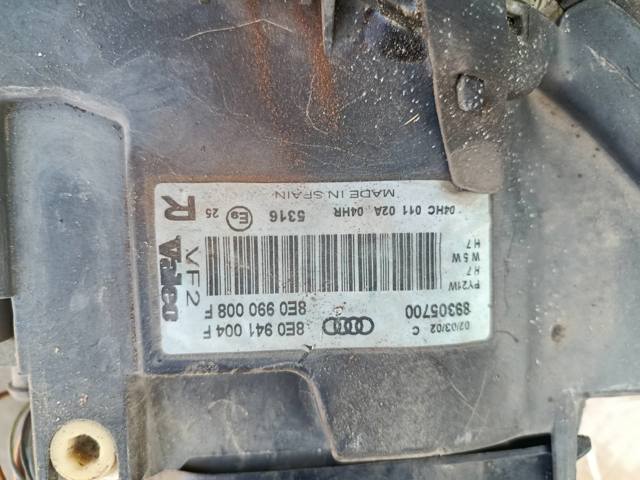 8E0 941 004 F
8E0 990 008 F
Valeo
VF2
02/03/02 C
89305700
PY21W
H7
W5W
H7
5316
E9 25
04HC 011 02A 04HR
MADE IN SPAIN